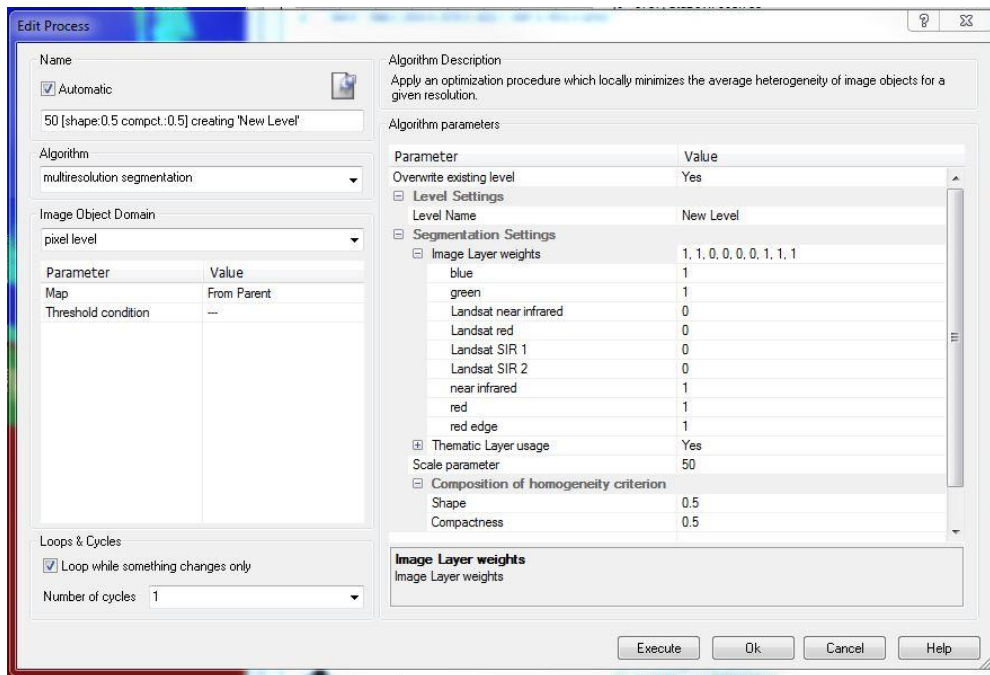 Edit Process
Name
Automatic
50 [shape:0.5 compct.:0.5] creating 'New Level'
Algorithm
multiresolution segmentation
Image Object Domain
pixel level
Parameter Value
Map From Parent
Threshold condition ---
Loops & Cycles
Loop while something changes only
Number of cycles 1
Algorithm Description
Apply an optimization procedure which locally minimizes the average heterogeneity of image objects for a
given resolution.
Algorithm parameters
Parameter Value
Overwrite existing level Yes
Level Settings
Level Name New Level
Segmentation Settings
Image Layer weights 1, 1, 0, 0, 0, 0, 1, 1, 1
blue 1
green 1
Landsat near infrared 0
Landsat red 0
Landsat SIR 1 0
Landsat SIR 2 0
near infrared 1
red 1
red edge 1
Thematic Layer usage Yes
Scale parameter 50
Composition of homogeneity criterion
Shape 0.5
Compactness 0.5
Image Layer weights
Image Layer weights
Execute Ok Cancel Help